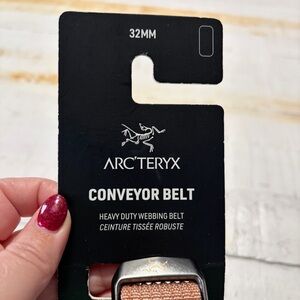 32MM
ARC'TERYX
CONVEYOR BELT
HEAVY DUTY WEBBING BELT
CEINTURE TISSÉE ROBUSTE